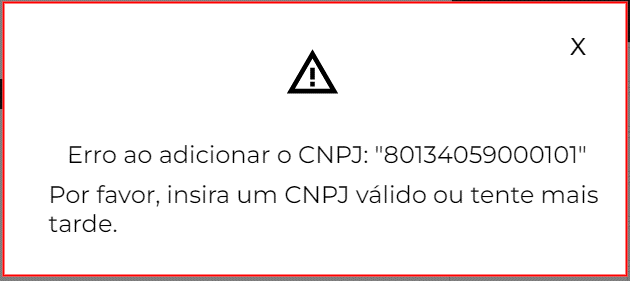 X
Erro ao adicionar o CNPJ: "80134059000101"
Por favor, insira um CNPJ válido ou tente mais
tarde.